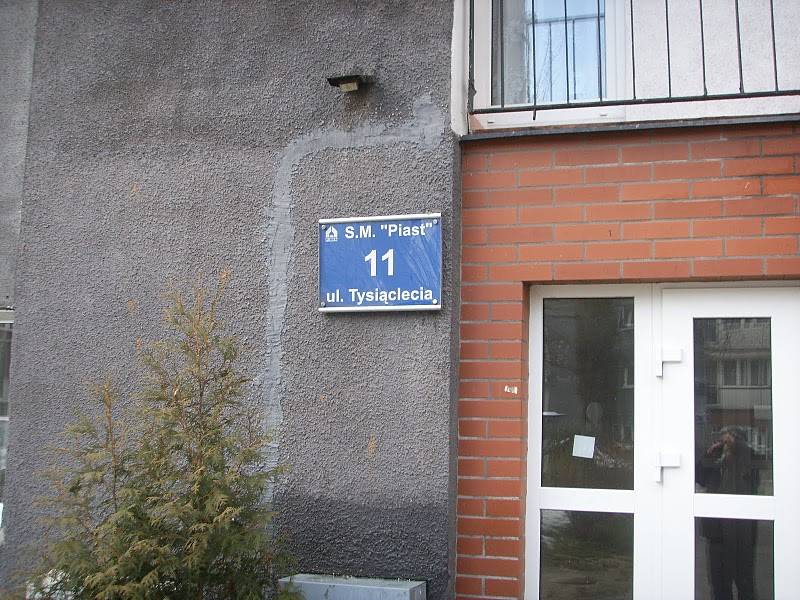 S.M. "Piast"
11
ul. Tysiąclecia